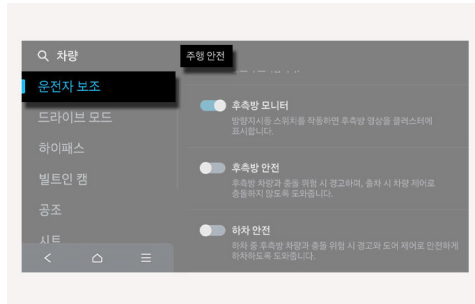 차량
주행 안전
운전자 보조
드라이브 모드
하이패스
빌트인 캠
공조
시트
후측방 모니터
방향지시등 스위치를 작동하면 후측방 영상을 클러스터에
표시합니다.
후측방 안전
후측방 차량과 충돌 위험 시 경고하며, 출차 시 차량 제어로
충돌하지 않도록 도와줍니다.
하차 안전
하차 중 후측방 차량과 충돌 위험 시 경고와 도어 제어로 안전하게
하차하도록 도와줍니다.